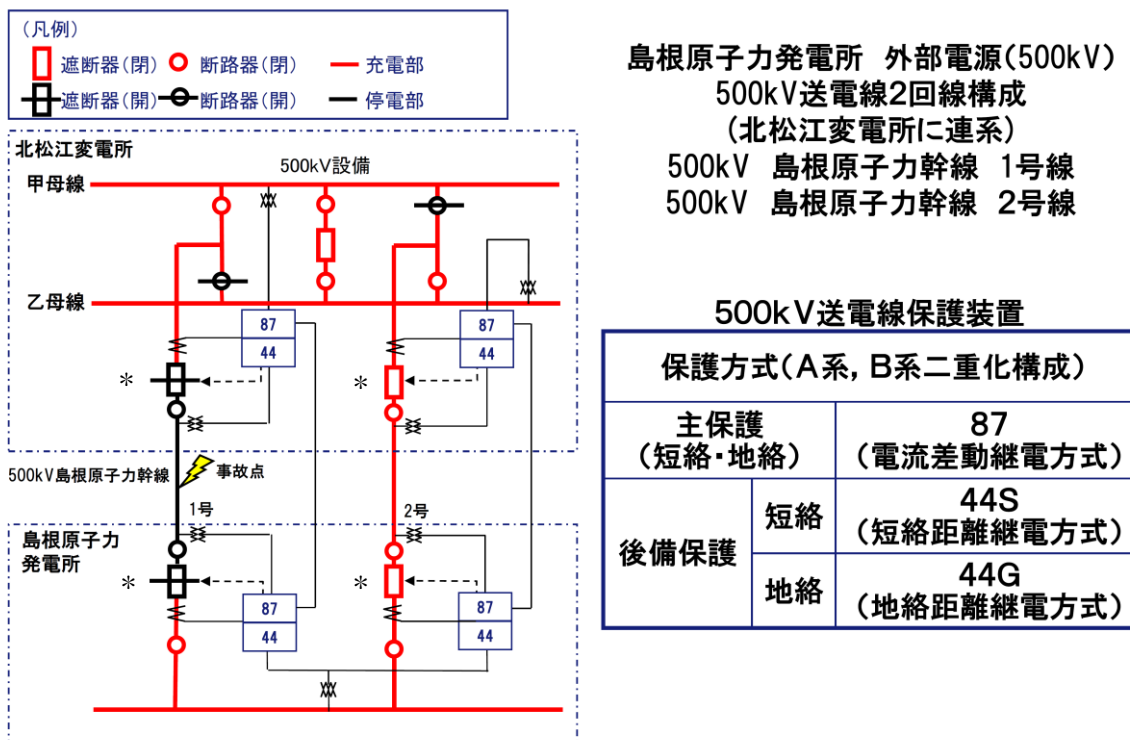 (凡例)
遮断器(閉) 断路器(閉) 充電部
遮断器(開) 断路器(開) 停電部
北松江変電所
500kV設備
甲母線
乙母線
87
44
87
44
*
*
500kV島根原子力幹線
事故点
1号
2号
島根原子力
発電所
*
*
87
44
87
44
島根原子力発電所 外部電源(500kV)
500kV送電線2回線構成
(北松江変電所に連系)
500kV 島根原子力幹線 1号線
500kV 島根原子力幹線 2号線
500kV送電線保護装置
保護方式(A系,B系二重化構成)
主保護
(短絡・地絡)
87
(電流差動継電方式)
後備保護
短絡
44S
(短絡距離継電方式)
地絡
44G
(地絡距離継電方式)